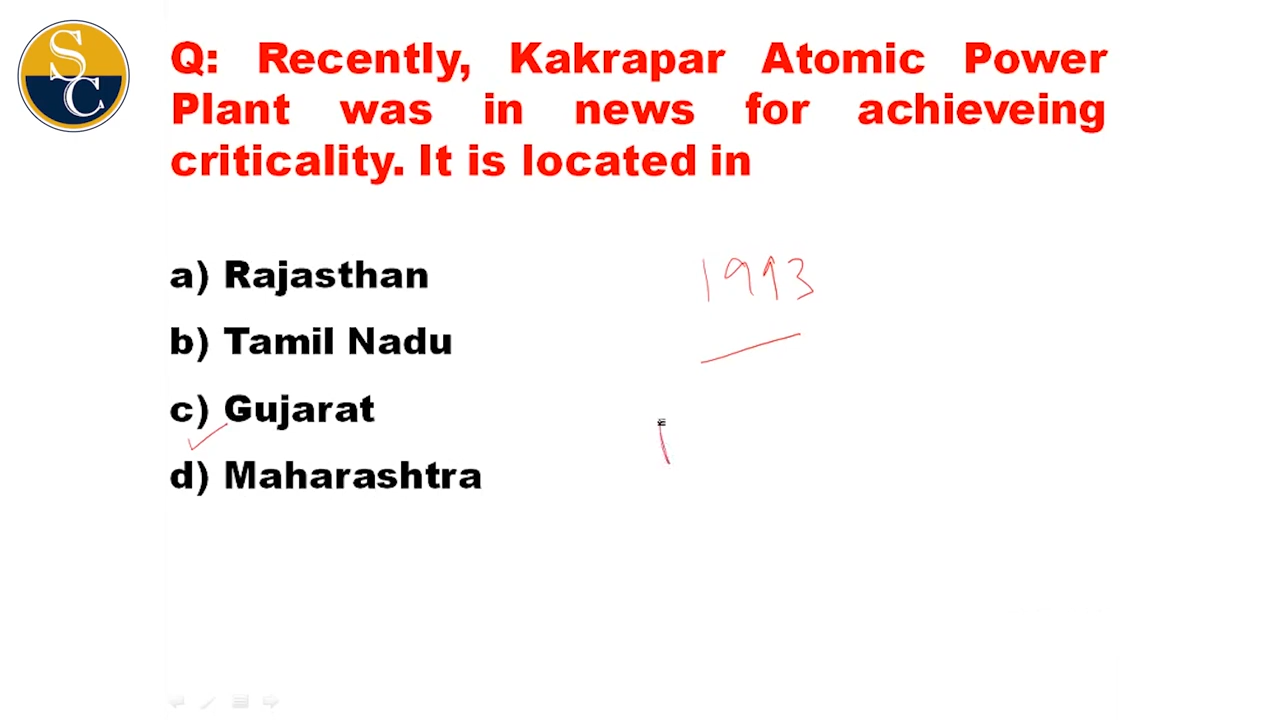 SC
Q: Recently, Kakrapar Atomic Power
Plant was in news for achieveing
criticality. It is located in
a) Rajasthan
1993
b) Tamil Nadu
c) Gujarat
d) Maharashtra